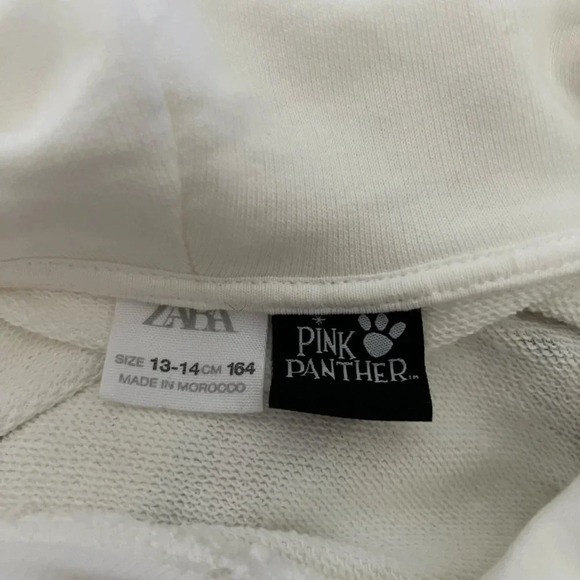 ZARA
SIZE 13-14 CM 164
MADE IN MOROCCO
PINK
PANTHER™